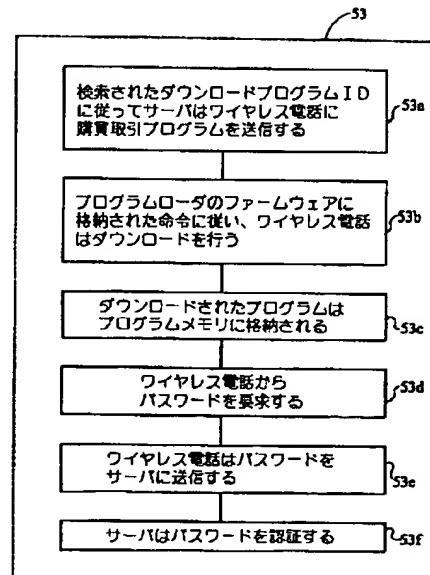 53
検索されたダウンロードプログラムID
に従ってサーバはワイヤレス電話に
購買取引プログラムを送信する
53a
プログラムローダのファームウェアに
格納された命令に従い、ワイヤレス電話
はダウンロードを行う
53b
ダウンロードされたプログラムは
プログラムメモリに格納される
53c
ワイヤレス電話から
パスワードを要求する
53d
ワイヤレス電話はパスワードを
サーバに送信する
53e
サーバはパスワードを認証する
53f